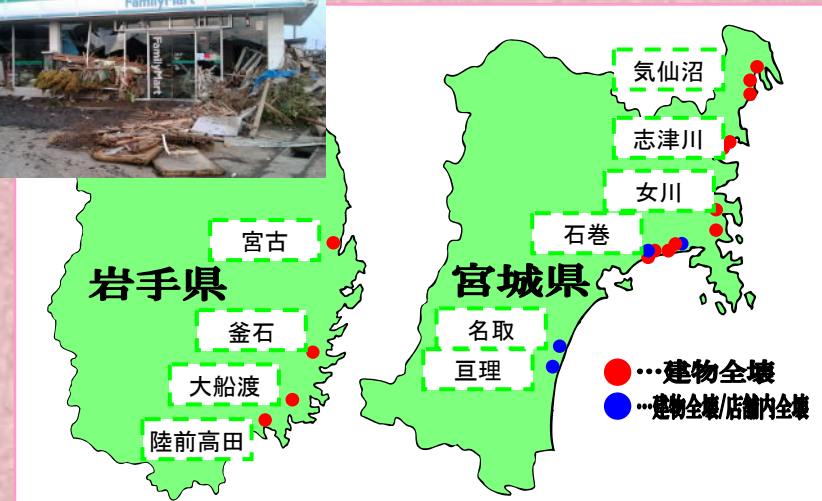 FamilyMart
FamilyMart
気仙沼
志津川
女川
石巻
宮古
岩手県
宮城県
釜石
名取
亘理
大船渡
陸前高田
…建物全壊
…建物全壊/店舗内全壊